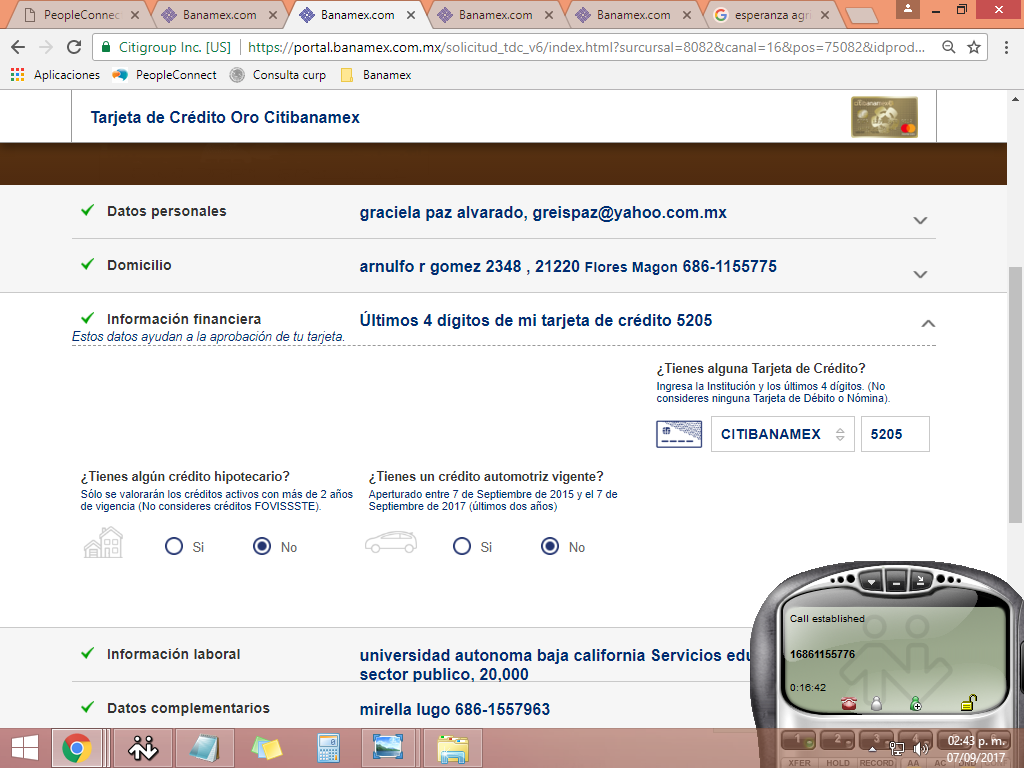 PeopleConnec
Banamex.com
Banamex.com
Banamex.com
Banamex.com
esperanza agri
Citigroup Inc. [US]
https://portal.banamex.com.mx/solicitud_tdc_v6/index.html?surcursal=8082&canal=16&pos=75082&idprod...
Aplicaciones
PeopleConnect
Consulta curp
Banamex
Tarjeta de Crédito Oro Citibanamex
Datos personales
graciela paz alvarado, greispaz@yahoo.com.mx
Domicilio
arnulfo r gomez 2348 , 21220 Flores Magon 686-1155775
Información financiera
Últimos 4 dígitos de mi tarjeta de crédito 5205
Estos datos ayudan a la aprobación de tu tarjeta.
¿Tienes alguna Tarjeta de Crédito?
Ingresa la Institución y los últimos 4 dígitos. (No
consideres ninguna Tarjeta de Débito o Nómina).
CITIBANAMEX
5205
¿Tienes algún crédito hipotecario?
Sólo se valorarán los créditos activos con más de 2 años
de vigencia (No consideres créditos FOVISSSTE).
Si
No
¿Tienes un crédito automotriz vigente?
Aperturado entre 7 de Septiembre de 2015 y el 7 de
Septiembre de 2017 (últimos dos años)
Si
No
Información laboral
universidad autonoma baja california Servicios edu
sector publico, 20,000
Datos complementarios
mirella lugo 686-1557963
Call established
16861155776
0:16:42
1 2 3 4
XFER HOLD RECORD AA AC
02:43 p. m.
07/09/2017